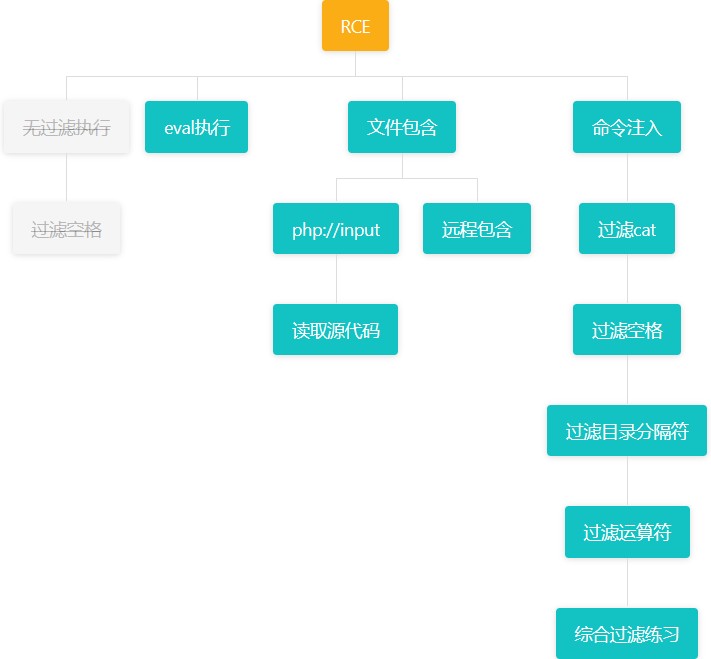 RCE
无过滤执行
eval执行
文件包含
命令注入
过滤空格
php://input
远程包含
过滤cat
读取源代码
过滤空格
过滤目录分隔符
过滤运算符
综合过滤练习